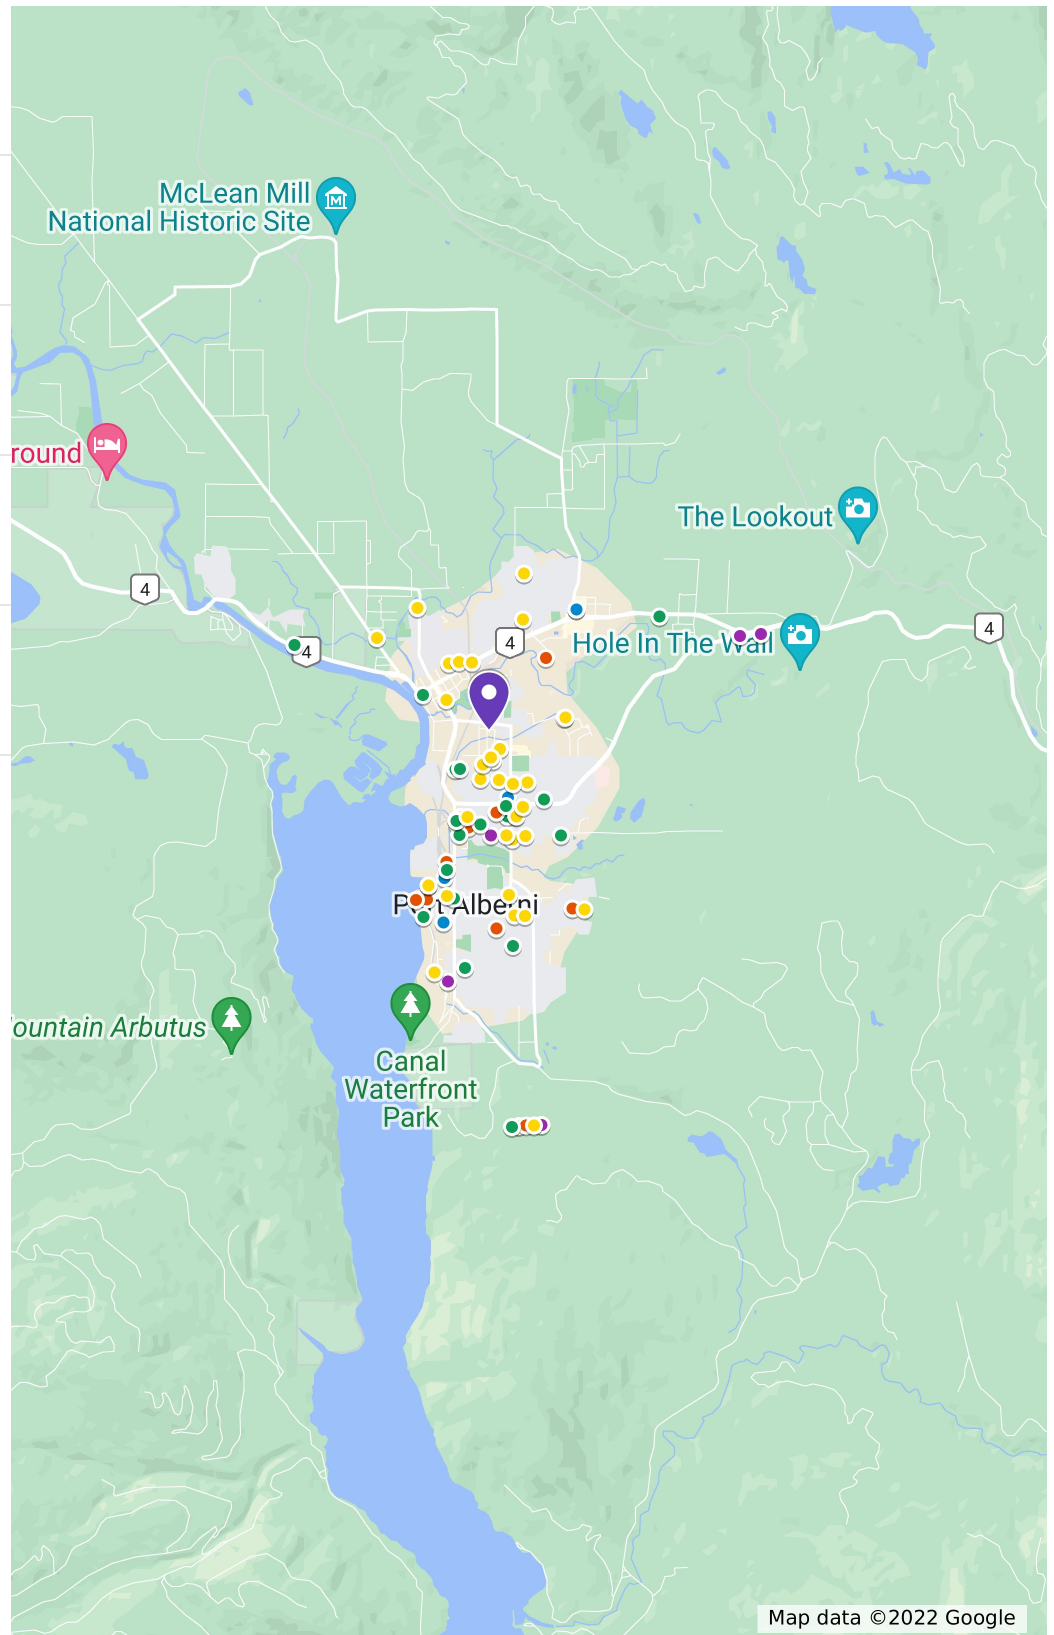 McLean Mill
National Historic Site
M
round
The Lookout
4
4
4
4
Hole In The Wall
Port Alberni
ountain Arbutus
Canal
Waterfront
Park
Map data ©2022 Google